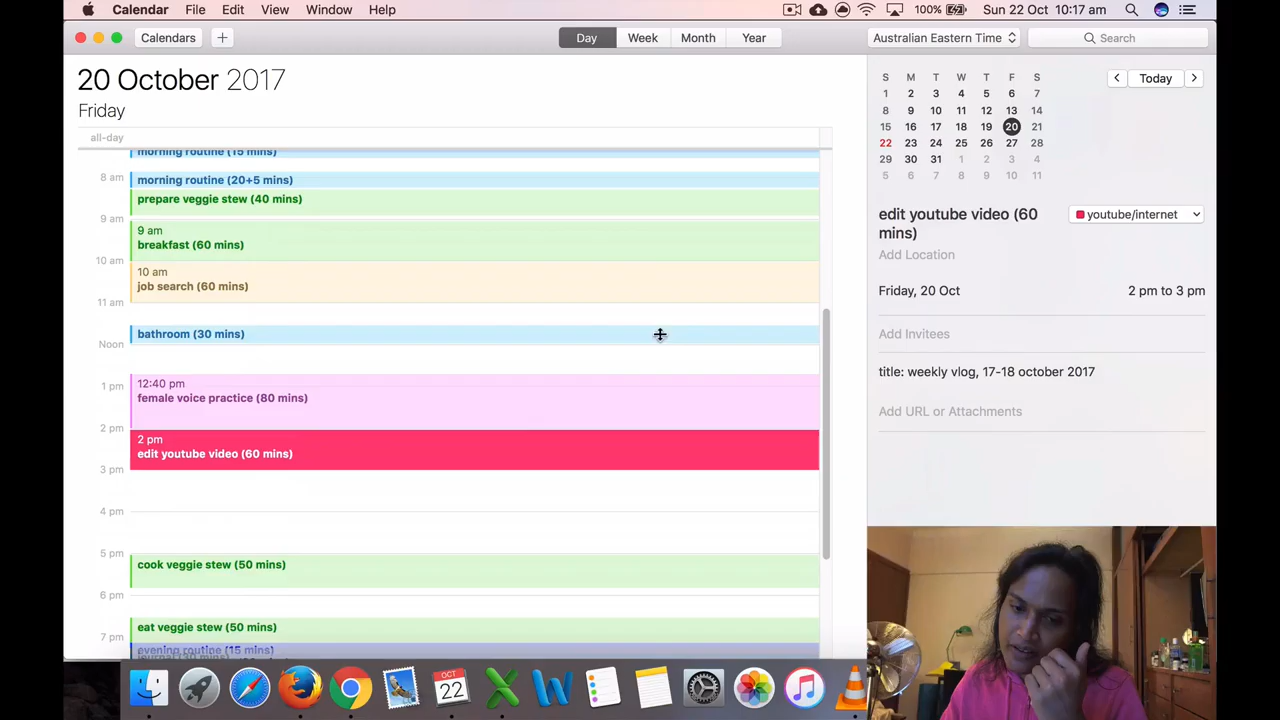 Calendar File Edit View Window Help 100% Sun 22 Oct 10:17 am
Calendars + Day Week Month Year Australian Eastern Time Search
20 October 2017
Friday
all-day
morning routine (15 mins)
8 am
morning routine (20+5 mins)
prepare veggie stew (40 mins)
9 am
9 am
breakfast (60 mins)
10 am
10 am
job search (60 mins)
11 am
bathroom (30 mins)
Noon
12:40 pm
1 pm
female voice practice (80 mins)
2 pm
2 pm
edit youtube video (60 mins)
3 pm
4 pm
5 pm
cook veggie stew (50 mins)
6 pm
eat veggie stew (50 mins)
7 pm
evening routine (15 mins)
journal (30 mins)
S M T W T F S
Today
1 2 3 4 5 6 7
8 9 10 11 12 13 14
15 16 17 18 19 20 21
22 23 24 25 26 27 28
29 30 31 1 2 3 4
5 6 7 8 9 10 11
edit youtube video (60
mins)
youtube/internet
Add Location
Friday, 20 Oct 2 pm to 3 pm
Add Invitees
title: weekly vlog, 17-18 october 2017
Add URL or Attachments
OCT
22